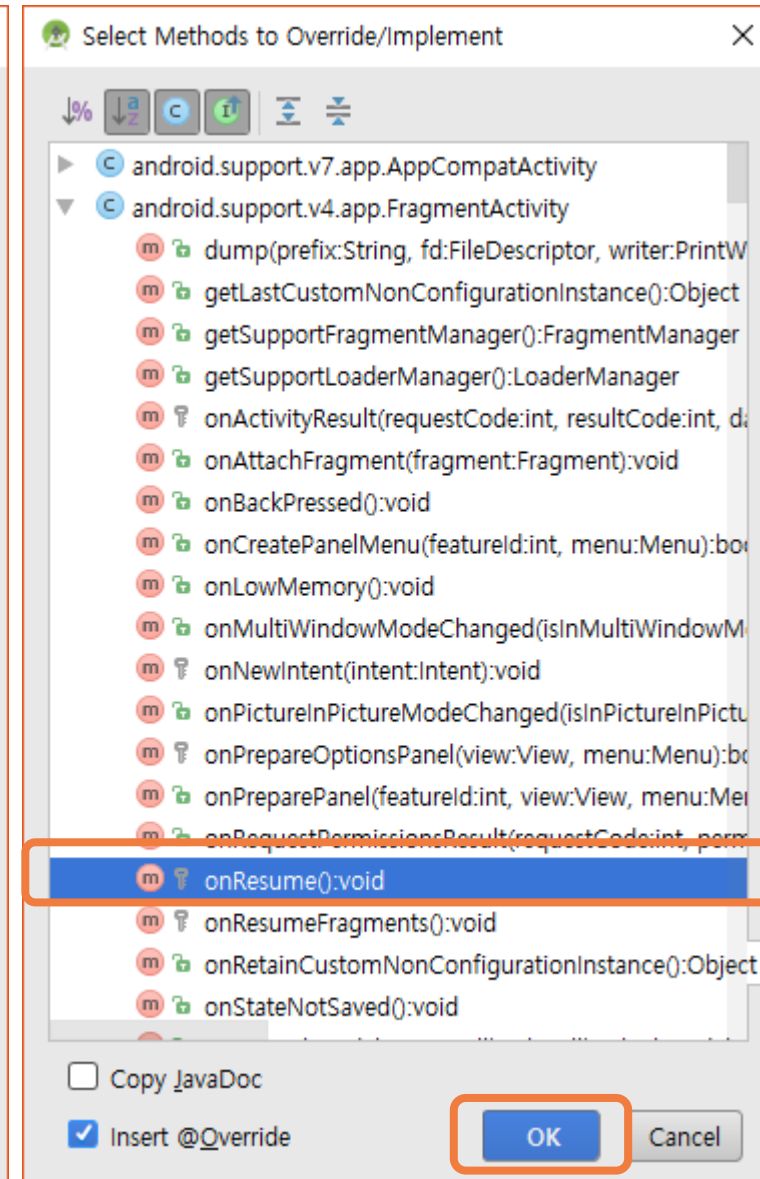 Select Methods to Override/Implement
android.support.v7.app.AppCompatActivity
android.support.v4.app.FragmentActivity
dump(prefix:String, fd:FileDescriptor, writer:PrintW
getLastCustomNonConfigurationInstance():Object
getSupportFragmentManager():FragmentManager
getSupportLoaderManager():LoaderManager
onActivityResult(requestCode:int, resultCode:int, da
onAttachFragment(fragment:Fragment):void
onBackPressed():void
onCreatePanelMenu(featureId:int, menu:Menu):boo
onLowMemory():void
onMultiWindowModeChanged(isInMultiWindowM
onNewIntent(intent:Intent):void
onPictureInPictureModeChanged(isInPictureInPictu
onPrepareOptionsPanel(view:View, menu:Menu):bo
onPreparePanel(featureId:int, view:View, menu:Me
onRequestPermissionsResult(requestCode:int, perm
onResume():void
onResumeFragments():void
onRetainCustomNonConfigurationInstance():Object
onStateNotSaved():void
Copy JavaDoc
Insert @Override
OK
Cancel